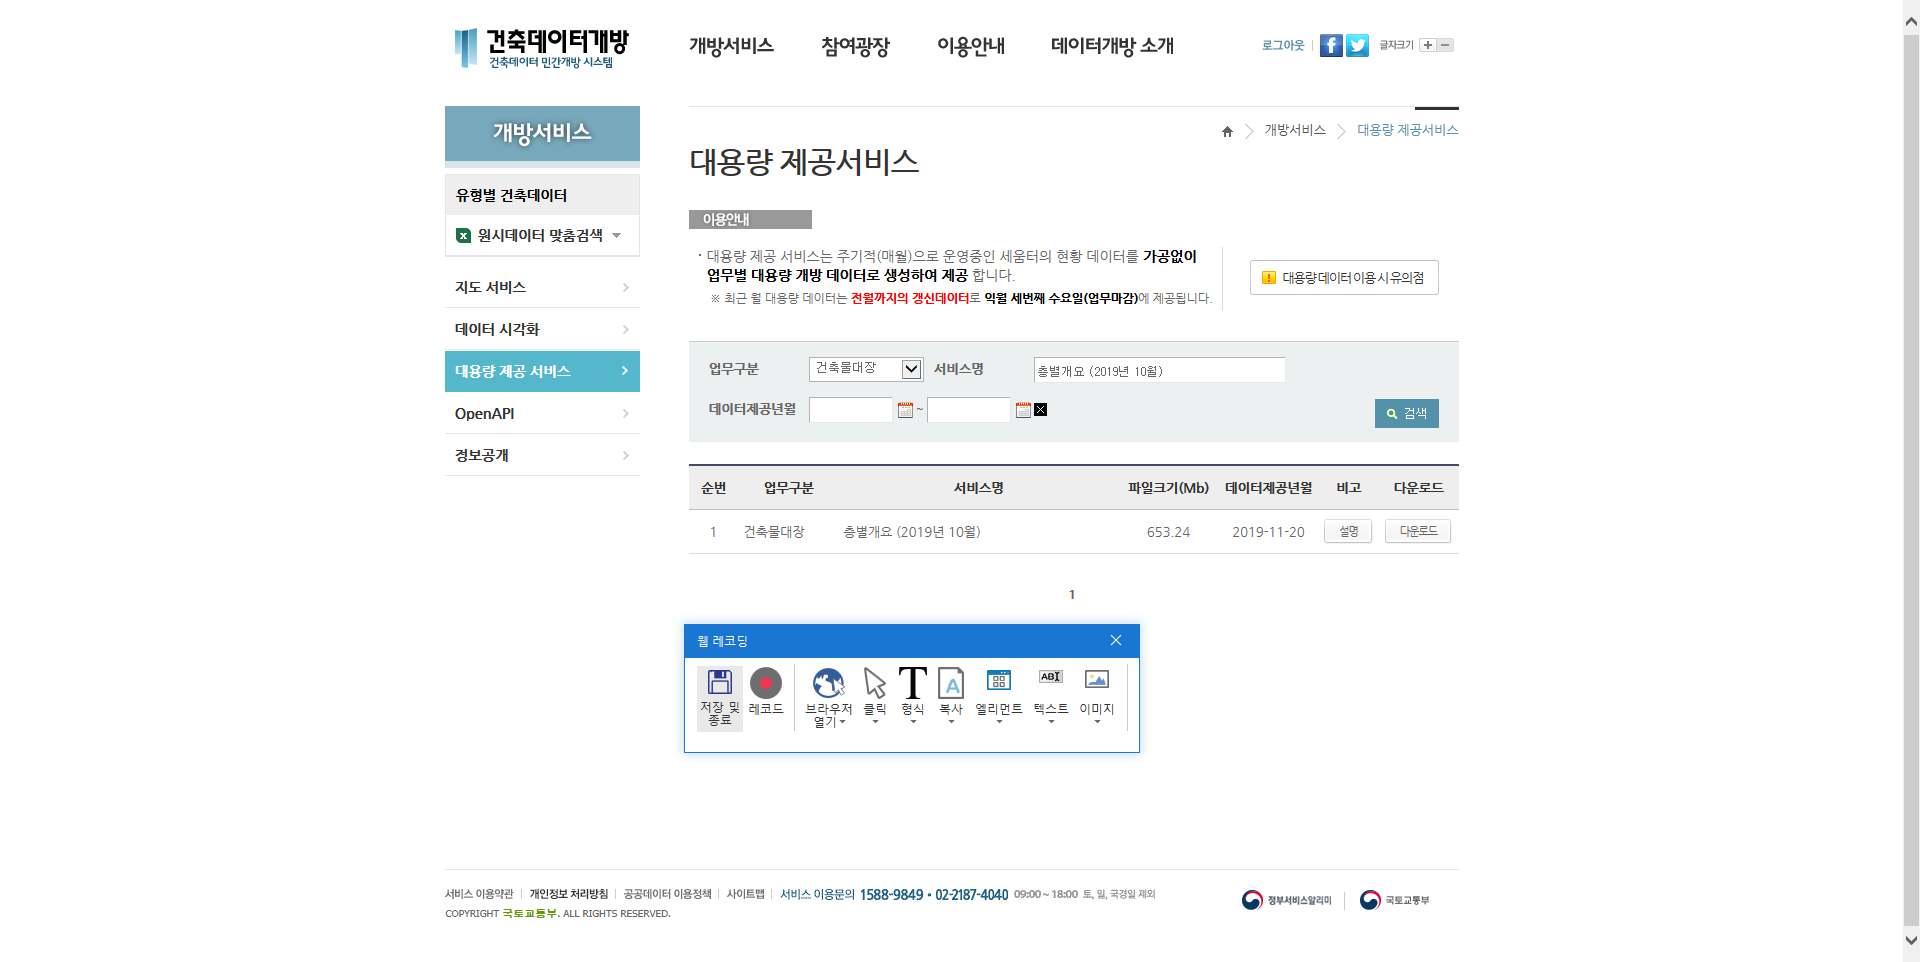 건축데이터개방
건축데이터 민간개방 시스템
개방서비스 참여광장 이용안내 데이터개방 소개
로그아웃 글자크기
개방서비스
유형별 건축데이터
원시데이터 맞춤검색
지도 서비스
데이터 시각화
대용량 제공 서비스
OpenAPI
정보공개
개방서비스 대용량 제공서비스
대용량 제공서비스
이용안내
· 대용량 제공 서비스는 주기적(매월)으로 운영중인 세움터의 현황 데이터를 가공없이
업무별 대용량 개방 데이터로 생성하여 제공 합니다.
※ 최근 월 대용량 데이터는 전월까지의 갱신데이터로 익월 세번째 수요일(업무마감)에 제공됩니다.
대용량 데이터 이용 시 유의점
업무구분 건축물대장 서비스명 층별개요 (2019년 10월)
데이터제공년월 ~
검색
순번 업무구분 서비스명 파일크기(Mb) 데이터제공년월 비고 다운로드
1 건축물대장 층별개요 (2019년 10월) 653.24 2019-11-20 설명 다운로드
1
웹 레코딩
저장 및 종료 레코드 브라우저 열기 클릭 형식 복사 엘리먼트 텍스트 이미지
서비스 이용약관 개인정보 처리방침 공공데이터 이용정책 사이트맵 서비스 이용문의 1588-9849 • 02-2187-4040 09:00 ~ 18:00 토, 일, 국경일 제외
COPYRIGHT 국토교통부. ALL RIGHTS RESERVED.
정부서비스알리미 국토교통부